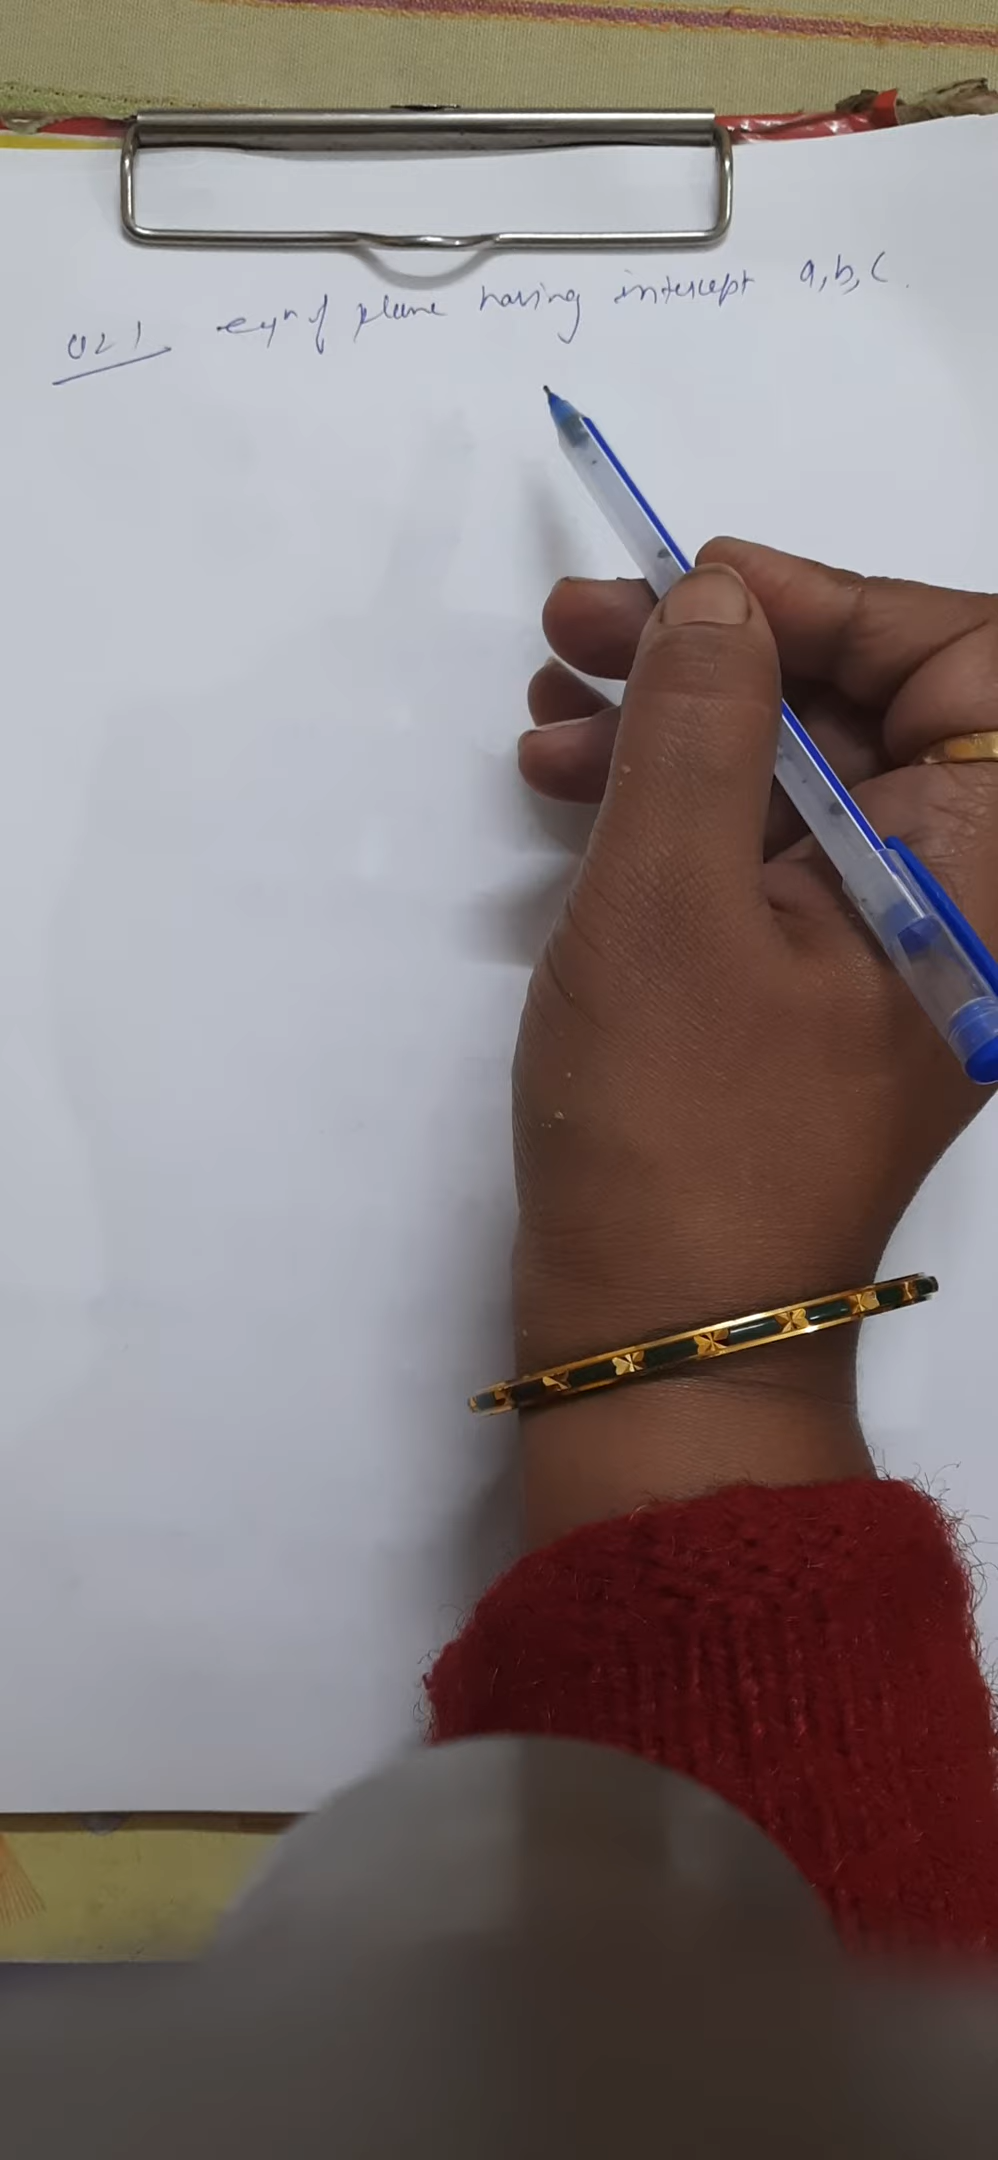 Q21 eqn of plane having intercept a, b, c.